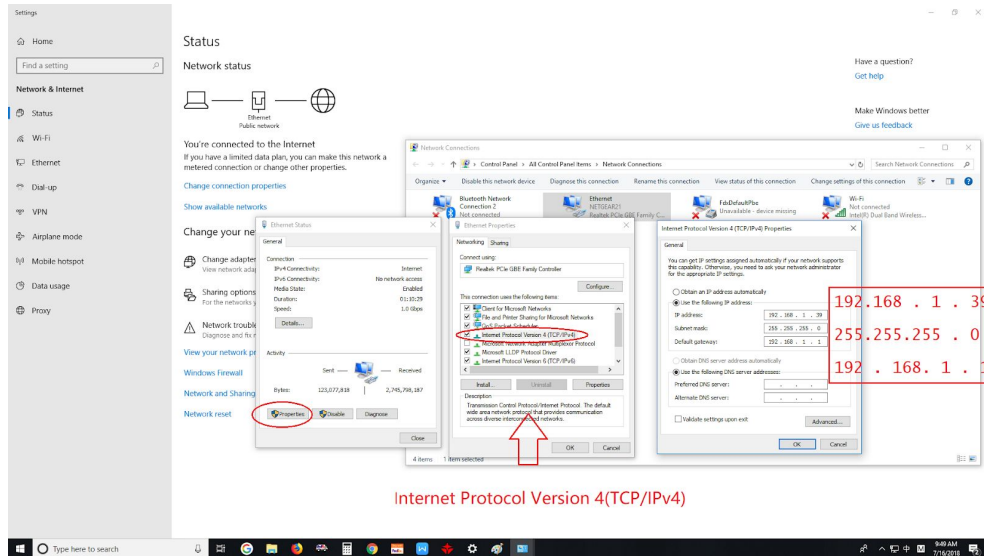 Settings
Home
Find a setting
Network & Internet
Status
Wi-Fi
Ethernet
Dial-up
VPN
Airplane mode
Mobile hotspot
Data usage
Proxy
Status
Network status
Ethernet
Public network
You're connected to the Internet
If you have a limited data plan, you can make this network a
metered connection or change other properties.
Change connection properties
Show available networks
Change your ne
Change adapter
View network adap
Sharing options
For the networks y
Network trouble
Diagnose and fix n
View your network pr
Windows Firewall
Network and Sharing
Network reset
Have a question?
Get help
Make Windows better
Give us feedback
Network Connections
Control Panel
All Control Panel Items
Network Connections
Search Network Connections
Organize
Disable this network device
Diagnose this connection
Rename this connection
View status of this connection
Change settings of this connection
Bluetooth Network
Connection 2
Not connected
Ethernet
NETGEAR21
Realtek PCIe GBE Family C...
FdsDefaultPbc
Unavailable - device missing
Wi-Fi
Not connected
Intel(R) Dual Band Wireless...
4 items
1 item selected
Ethernet Status
General
Connection
IPv4 Connectivity: Internet
IPv6 Connectivity: No network access
Media State: Enabled
Duration: 01:10:29
Speed: 1.0 Gbps
Details...
Activity
Sent
Received
Bytes: 123,077,818 2,745,798,187
Properties
Disable
Diagnose
Close
Ethernet Properties
Networking
Sharing
Connect using:
Realtek PCIe GBE Family Controller
Configure...
This connection uses the following items:
Client for Microsoft Networks
File and Printer Sharing for Microsoft Networks
QoS Packet Scheduler
Internet Protocol Version 4 (TCP/IPv4)
Microsoft Network Adapter Multiplexor Protocol
Microsoft LLDP Protocol Driver
Internet Protocol Version 6 (TCP/IPv6)
Install...
Uninstall
Properties
Description
Transmission Control Protocol/Internet Protocol. The default
wide area network protocol that provides communication
across diverse interconnected networks.
OK
Cancel
Internet Protocol Version 4 (TCP/IPv4) Properties
General
You can get IP settings assigned automatically if your network supports
this capability. Otherwise, you need to ask your network administrator
for the appropriate IP settings.
Obtain an IP address automatically
Use the following IP address:
IP address: 192 . 168 . 1 . 39
Subnet mask: 255 . 255 . 255 . 0
Default gateway: 192 . 168 . 1 . 1
Obtain DNS server address automatically
Use the following DNS server addresses:
Preferred DNS server: . . .
Alternate DNS server: . . .
Validate settings upon exit
Advanced...
OK
Cancel
192.168 . 1 . 39
255.255.255 . 0
192 . 168. 1 . 1
Internet Protocol Version 4(TCP/IPv4)
Type here to search
9:49 AM
7/16/2018